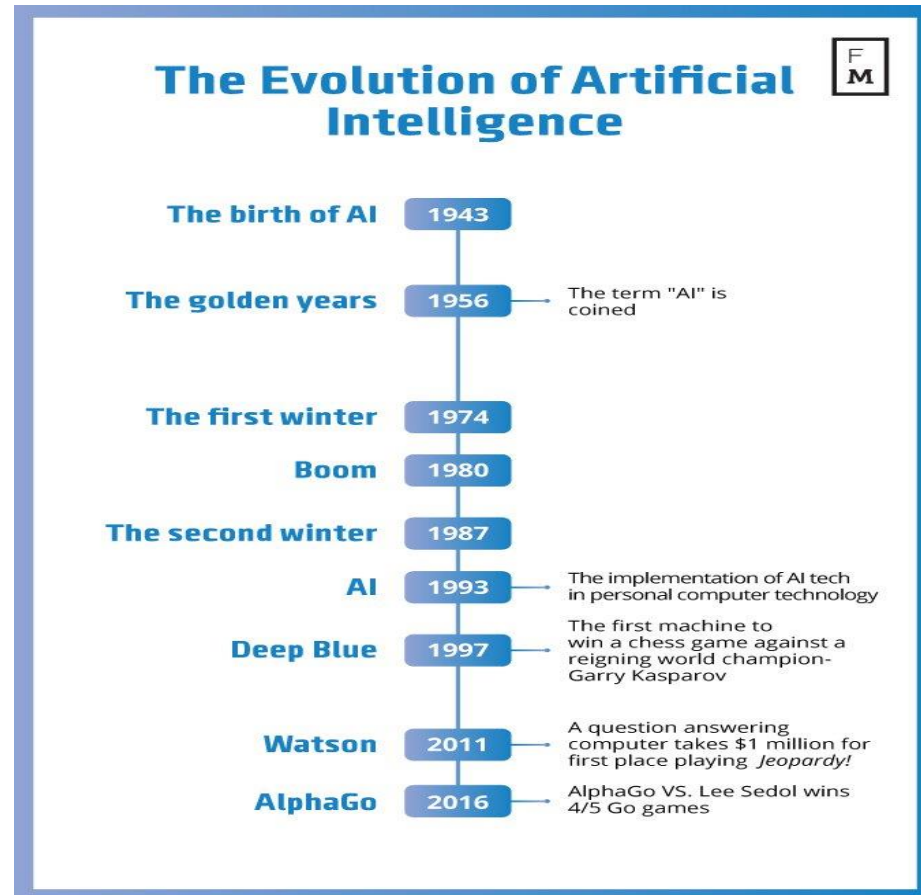 F
M
The Evolution of Artificial
Intelligence
The birth of AI 1943
The golden years 1956 The term "AI" is
coined
The first winter 1974
Boom 1980
The second winter 1987
AI 1993 The implementation of AI tech
in personal computer technology
Deep Blue 1997 The first machine to
win a chess game against a
reigning world champion-
Garry Kasparov
Watson 2011 A question answering
computer takes $1 million for
first place playing Jeopardy!
AlphaGo 2016 AlphaGo VS. Lee Sedol wins
4/5 Go games